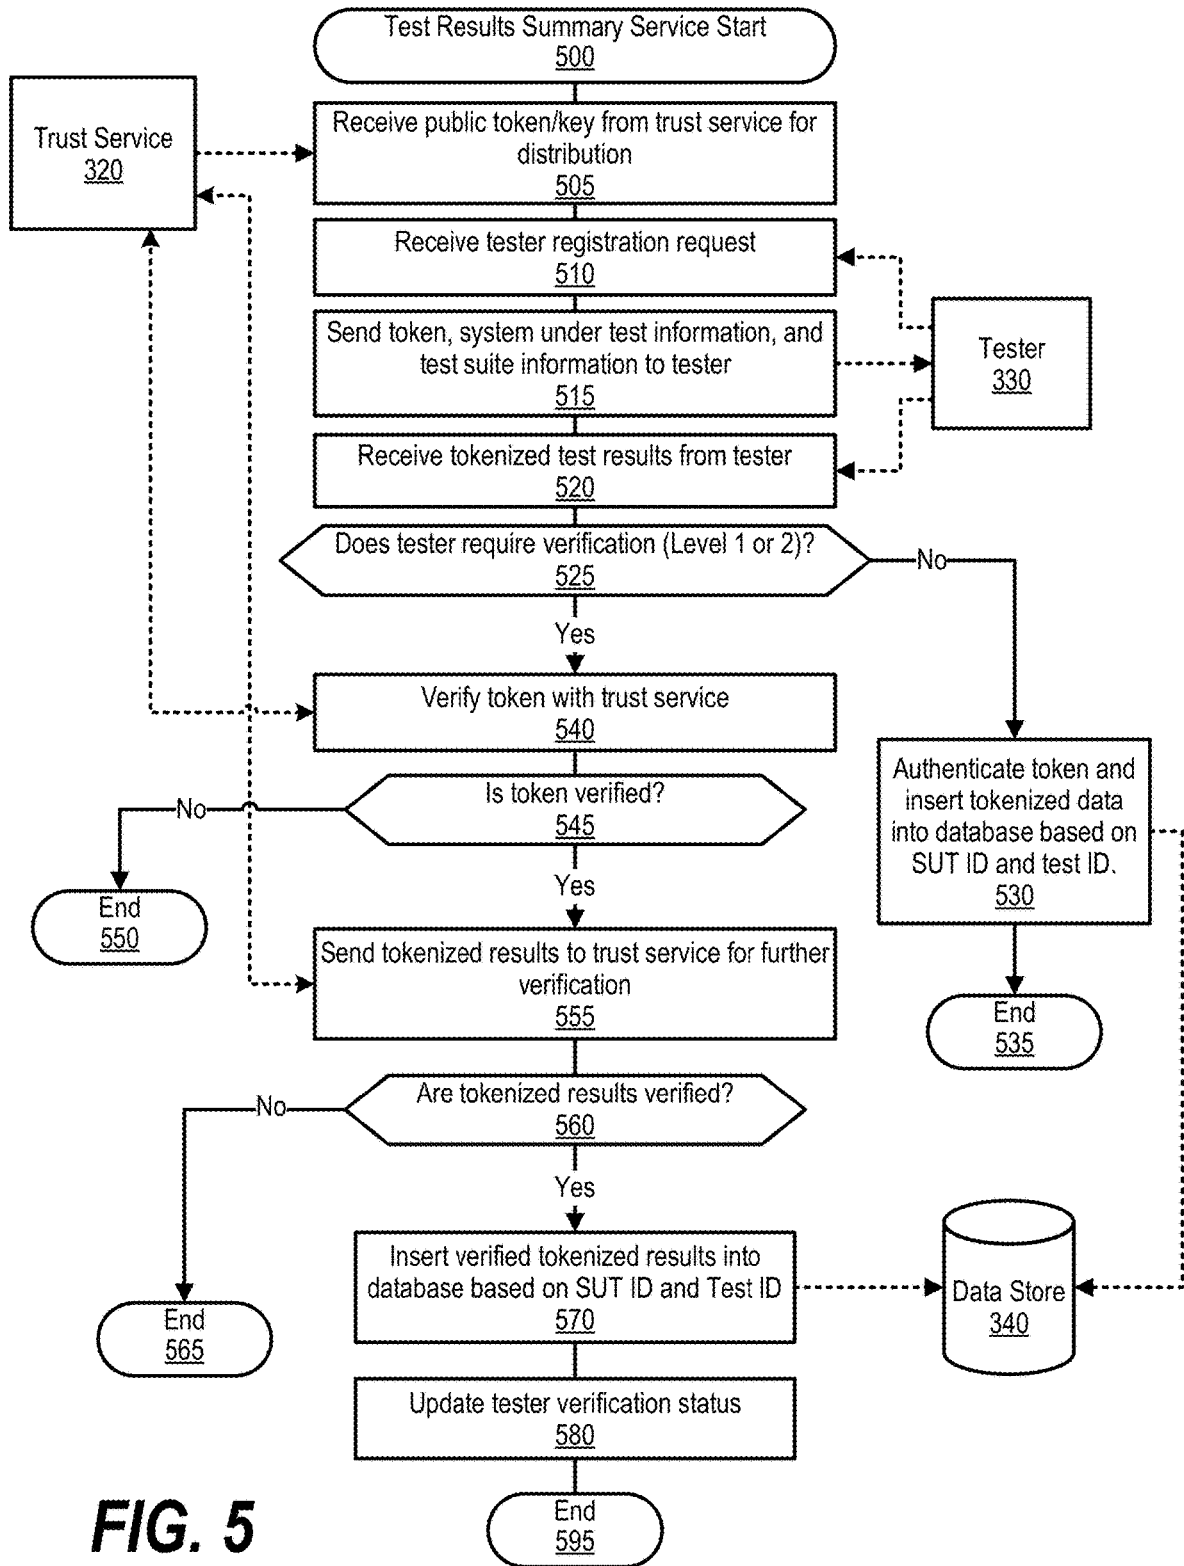 Test Results Summary Service Start
500
Trust Service
320
Receive public token/key from trust service for
distribution
505
Receive tester registration request
510
Send token, system under test information, and
test suite information to tester
515
Tester
330
Receive tokenized test results from tester
520
Does tester require verification (Level 1 or 2)?
525
No
Yes
Verify token with trust service
540
Authenticate token and
insert tokenized data
into database based on
SUT ID and test ID.
530
Is token verified?
545
No
Yes
End
550
Send tokenized results to trust service for further
verification
555
End
535
Are tokenized results verified?
560
No
Yes
Insert verified tokenized results into
database based on SUT ID and Test ID
570
Data Store
340
End
565
Update tester verification status
580
End
595
FIG. 5